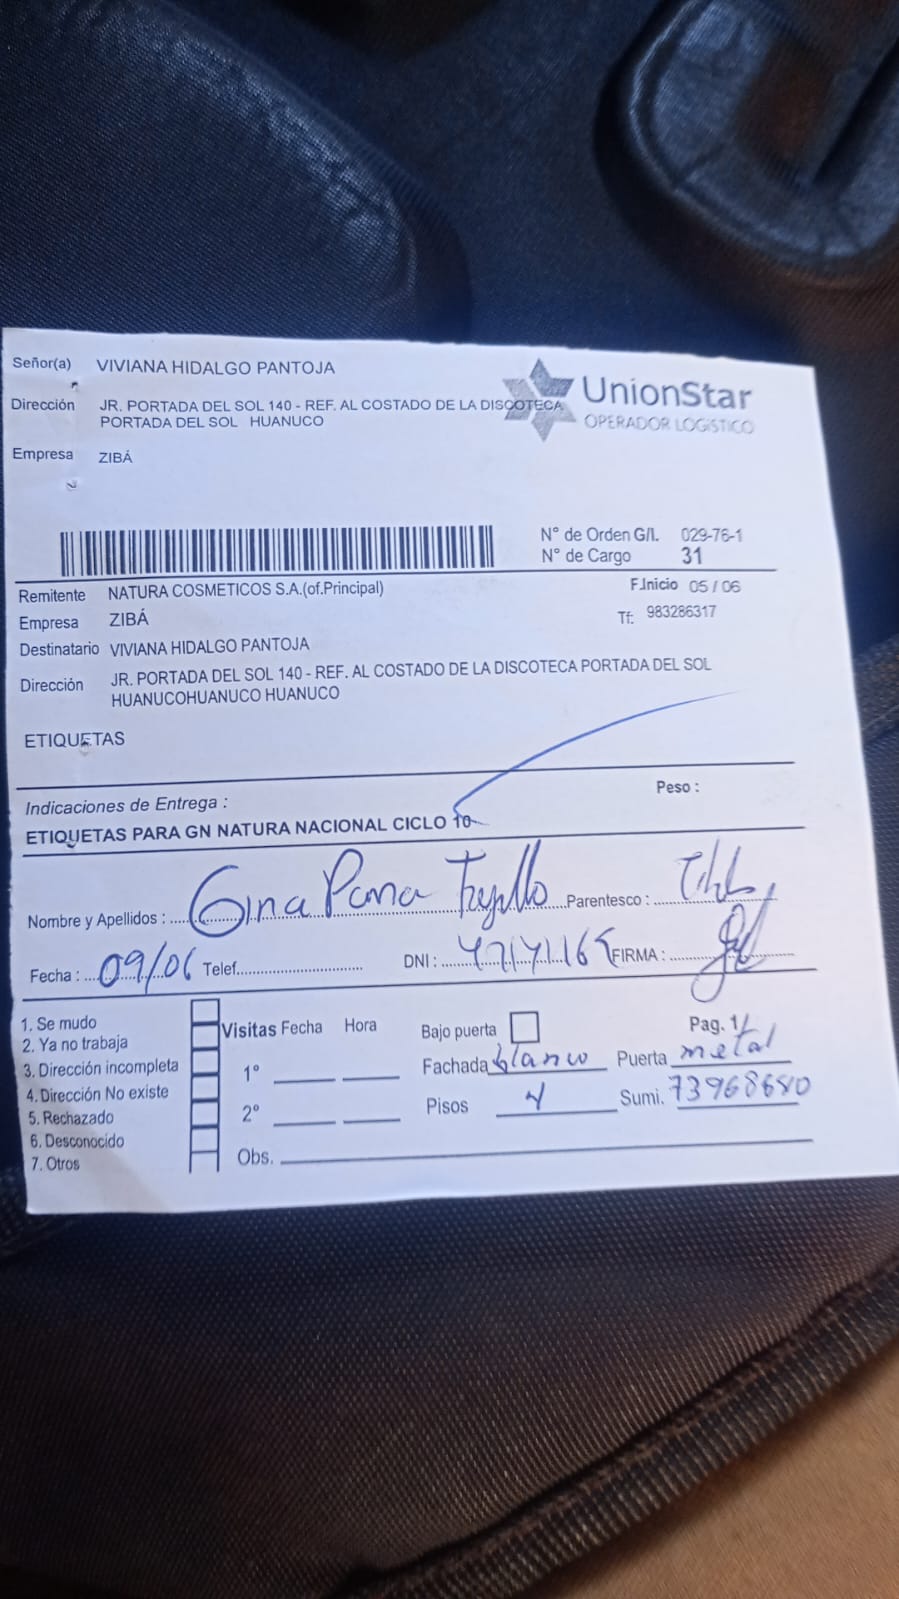 Señor(a) VIVIANA HIDALGO PANTOJA
UnionStar
OPERADOR LOGÍSTICO
Dirección JR. PORTADA DEL SOL 140 - REF. AL COSTADO DE LA DISCOTECA
PORTADA DEL SOL HUANUCO
Empresa ZIBÁ
N° de Orden G/I. 029-76-1
N° de Cargo 31
Remitente NATURA COSMETICOS S.A.(of.Principal) F.Inicio 05 / 06
Empresa ZIBÁ Tf: 983286317
Destinatario VIVIANA HIDALGO PANTOJA
Dirección JR. PORTADA DEL SOL 140 - REF. AL COSTADO DE LA DISCOTECA PORTADA DEL SOL
HUANUCOHUANUCO HUANUCO
ETIQUETAS
Indicaciones de Entrega : Peso :
ETIQUETAS PARA GN NATURA NACIONAL CICLO 10
Nombre y Apellidos : Gina Trujillo Parentesco :
Fecha : 09/06 Telef. DNI : FIRMA :
1. Se mudo
2. Ya no trabaja
3. Dirección incompleta
4. Dirección No existe
5. Rechazado
6. Desconocido
7. Otros
Visitas Fecha Hora
1°
2°
Obs.
Bajo puerta Pag. 1/
Fachada blanco Puerta metal
Pisos 4 Sumi. 73968680